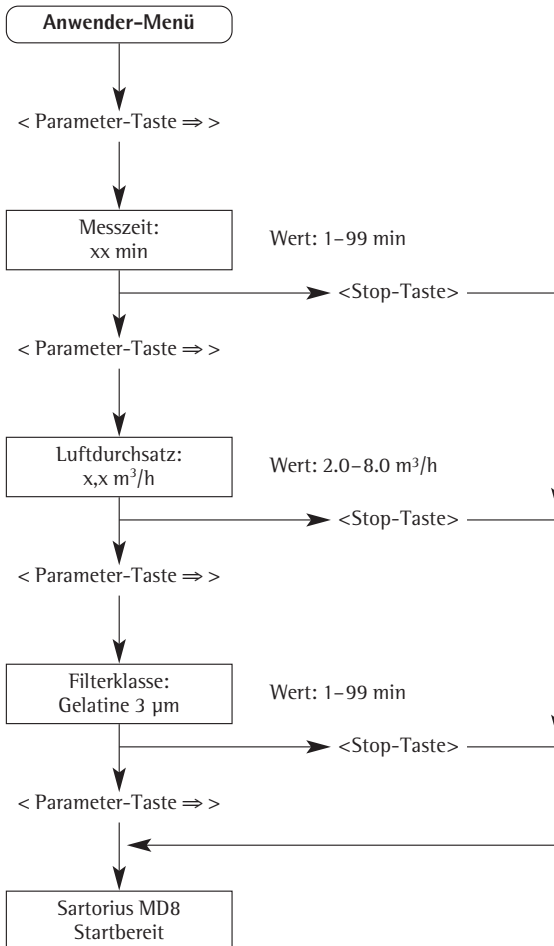 Anwender-Menü
< Parameter-Taste ⇒ >
Messzeit:
xx min
Wert: 1–99 min
<Stop-Taste>
< Parameter-Taste ⇒ >
Luftdurchsatz:
x,x m³/h
Wert: 2.0–8.0 m³/h
<Stop-Taste>
< Parameter-Taste ⇒ >
Filterklasse:
Gelatine 3 µm
Wert: 1–99 min
<Stop-Taste>
< Parameter-Taste ⇒ >
Sartorius MD8
Startbereit